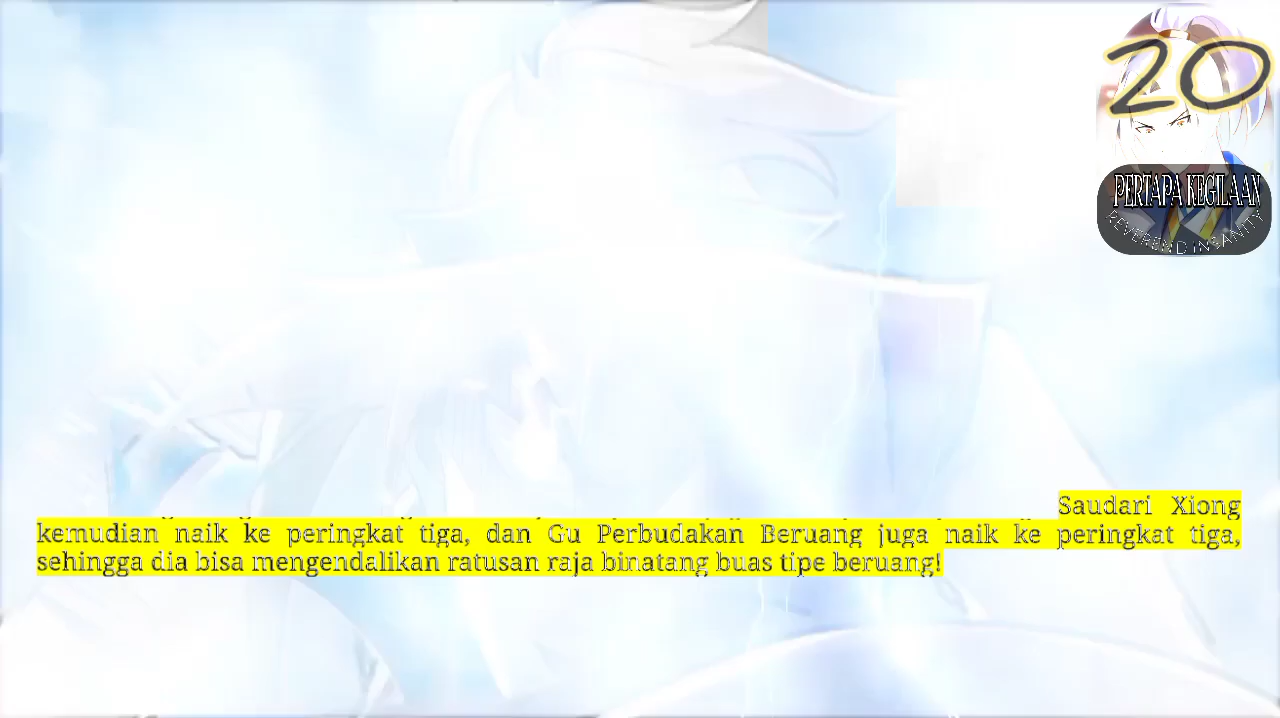 20
PERTAPA KEGILAAN
REVEREND INSANITY
Saudari Xiong
kemudian naik ke peringkat tiga, dan Gu Perbudakan Beruang juga naik ke peringkat tiga,
sehingga dia bisa mengendalikan ratusan raja binatang buas tipe beruang!